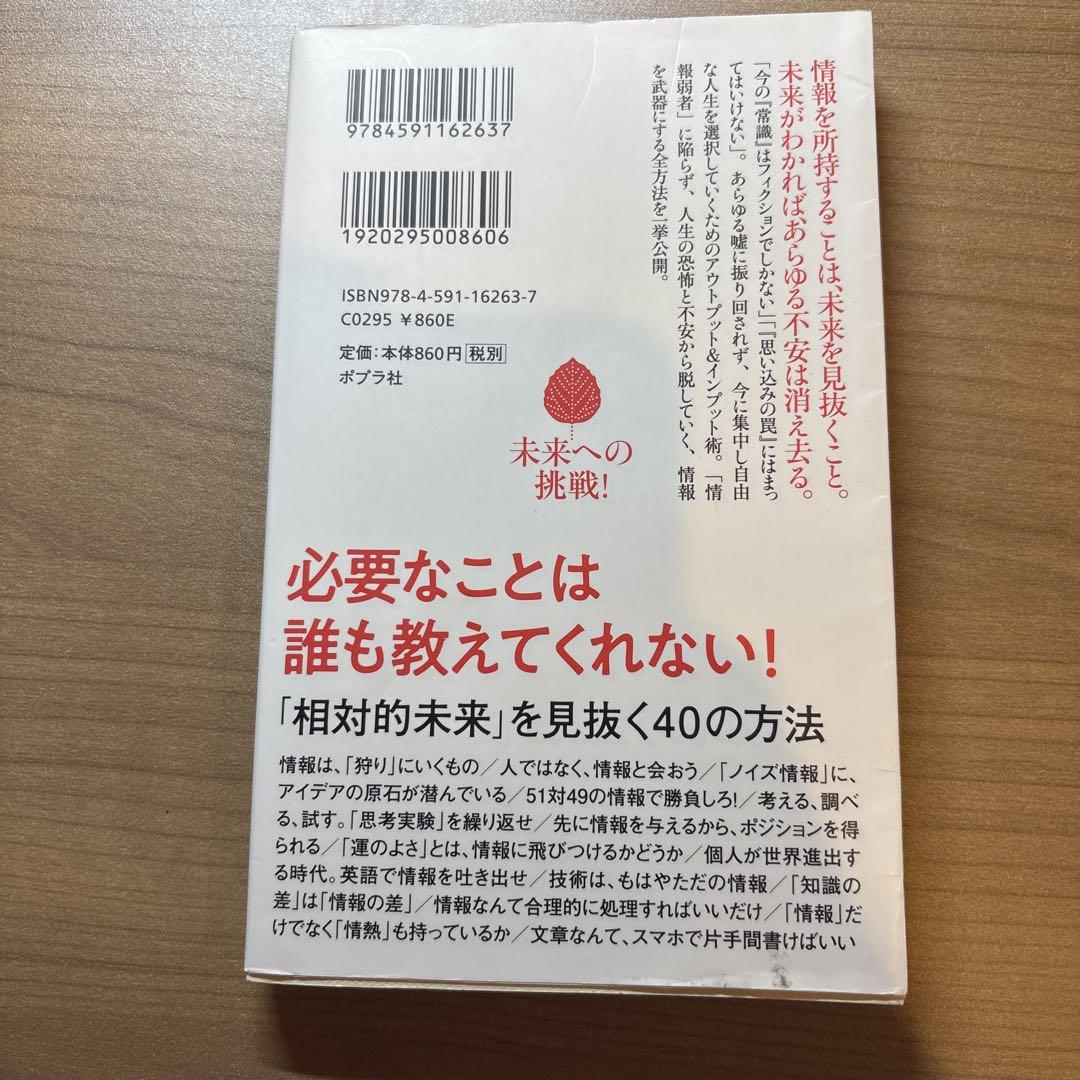 情報を所持することは、未来を見抜くこと。
未来がわかれば、あらゆる不安は消え去る。
「今の『常識』はフィクションでしかない」「『思い込みの罠』にはまっ
てはいけない」。あらゆる嘘に振り回されず、今に集中し自由
な人生を選択していくためのアウトプット&インプット術。「情
報弱者」に陥らず、人生の恐怖と不安から脱していく、情報
を武器にする全方法を一挙公開。
9784591162637
1920295008606
ISBN978-4-591-16263-7
C0295 ¥860E
定価:本体860円 税別
ポプラ社
未来への
挑戦!
必要なことは
誰も教えてくれない!
「相対的未来」を見抜く40の方法
情報は、「狩り」にいくもの/人ではなく、情報と会おう/「ノイズ情報」に、
アイデアの原石が潜んでいる/51対49の情報で勝負しろ!/考える、調べ
る、試す。「思考実験」を繰り返せ/先に情報を与えるから、ポジションを得
られる/「運のよさ」とは、情報に飛びつけるかどうか/個人が世界進出す
る時代。英語で情報を吐き出せ/技術は、もはやただの情報/「知識の
差」は「情報の差」/情報なんて合理的に処理すればいいだけ/「情報」だ
けでなく「情熱」も持っているか/文章なんて、スマホで片手間書けばいい